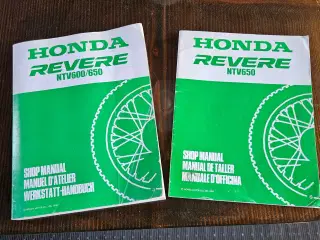 HONDA
REVERE
NTV600/650
SHOP MANUAL
MANUEL D'ATELIER
WERKSTATT-HANDBUCH
HONDA
REVERE
NTV650
SHOP MANUAL
MANUAL DE TALLER
MANUALE D'OFFICINA